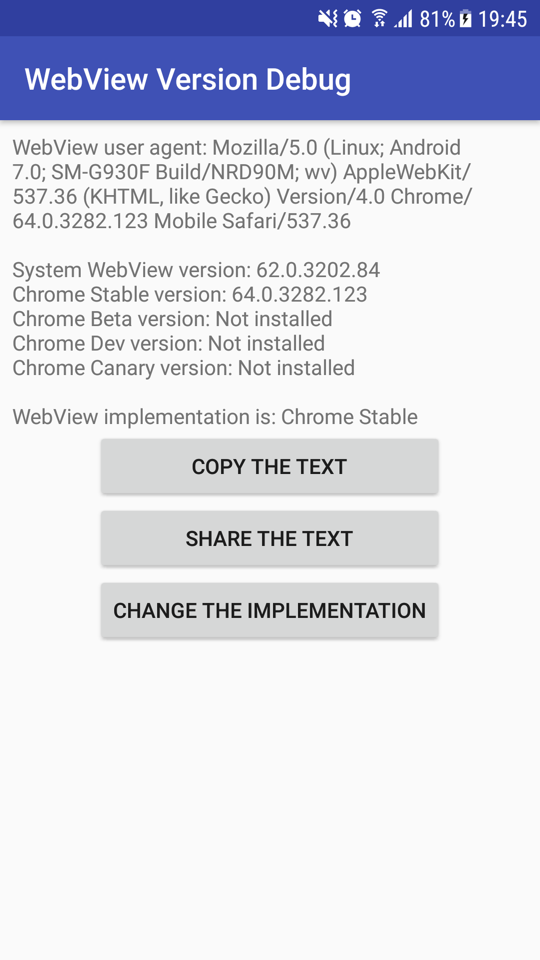 81% 19:45
WebView Version Debug
WebView user agent: Mozilla/5.0 (Linux; Android
7.0; SM-G930F Build/NRD90M; wv) AppleWebKit/
537.36 (KHTML, like Gecko) Version/4.0 Chrome/
64.0.3282.123 Mobile Safari/537.36
System WebView version: 62.0.3202.84
Chrome Stable version: 64.0.3282.123
Chrome Beta version: Not installed
Chrome Dev version: Not installed
Chrome Canary version: Not installed
WebView implementation is: Chrome Stable
COPY THE TEXT
SHARE THE TEXT
CHANGE THE IMPLEMENTATION